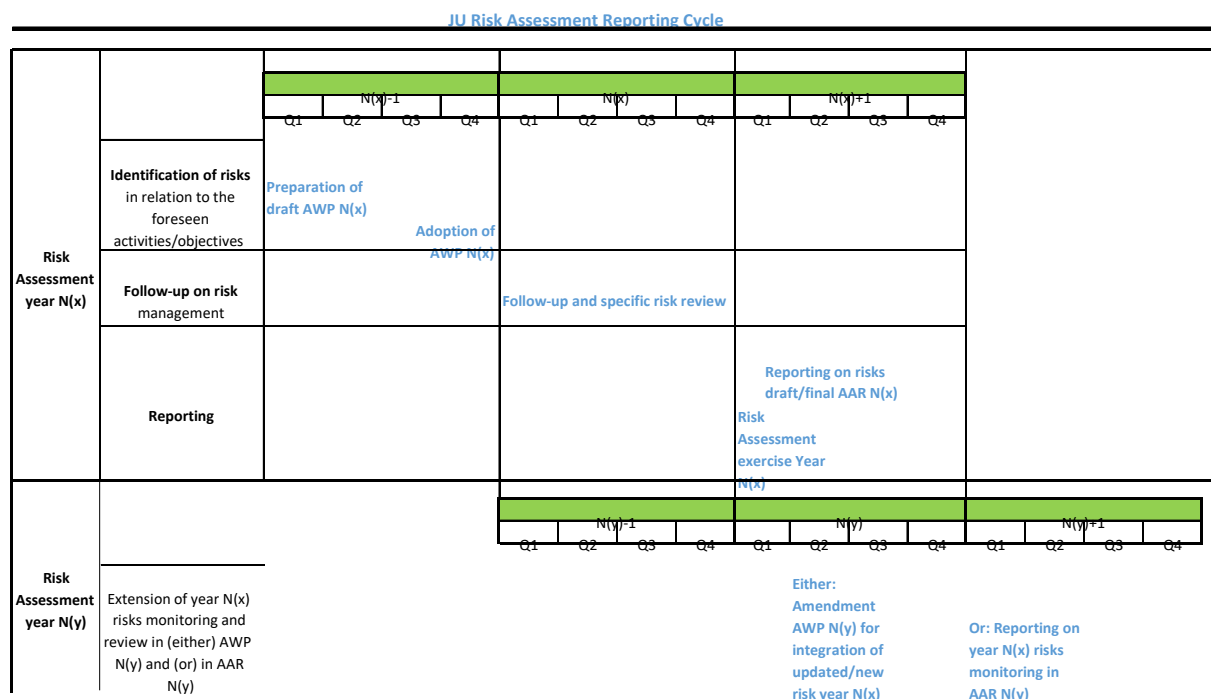 JU Risk Assessment Reporting Cycle
N(x)-1 N(x) N(x)+1
Q1 Q2 Q3 Q4 Q1 Q2 Q3 Q4 Q1 Q2 Q3 Q4
Risk
Assessment
year N(x)
Identification of risks
in relation to the
foreseen
activities/objectives
Preparation of
draft AWP N(x)
Adoption of
AWP N(x)
Follow-up on risk
management
Follow-up and specific risk review
Reporting
Reporting on risks
draft/final AAR N(x)
Risk
Assessment
exercise Year
N(x)
N(y)-1 N(y) N(y)+1
Q1 Q2 Q3 Q4 Q1 Q2 Q3 Q4 Q1 Q2 Q3 Q4
Risk
Assessment
year N(y)
Extension of year N(x)
risks monitoring and
review in (either) AWP
N(y) and (or) in AAR
N(y)
Either:
Amendment
AWP N(y) for
integration of
updated/new
risk year N(x)
Or: Reporting on
year N(x) risks
monitoring in
AAR N(y)